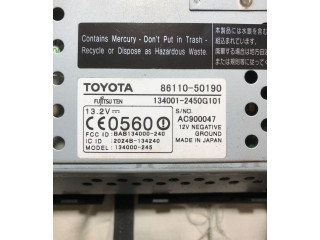 Contains Mercury - Don't Put in Trash -
Recycle or Dispose as Hazardous Waste.
TOYOTA 86110-50190
FUJITSU TEN 134001-2450G101
13.2V⎓ S/NO.
CE0560! AC900047
FCC ID : BAB134000-240 12V NEGATIVE
IC ID : 2024B-134240 GROUND
MODEL : 134000-245 MADE IN JAPAN